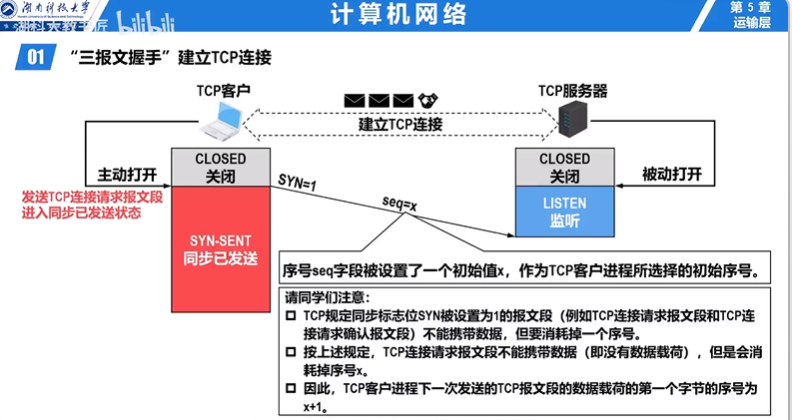 湖南科技大学
计算机网络
第 5 章
运输层
湖科大教书匠
bilibili
01 “三报文握手”建立TCP连接
TCP客户
TCP服务器
建立TCP连接
CLOSED
关闭
CLOSED
关闭
主动打开
被动打开
发送TCP连接请求报文段
进入同步已发送状态
SYN=1
seq=x
LISTEN
监听
SYN-SENT
同步已发送
序号seq字段被设置了一个初始值x，作为TCP客户进程所选择的初始序号。
请同学们注意：
TCP规定同步标志位SYN被设置为1的报文段（例如TCP连接请求报文段和TCP连
接请求确认报文段）不能携带数据，但要消耗掉一个序号。
按上述规定，TCP连接请求报文段不能携带数据（即没有数据载荷），但是会消
耗掉序号x。
因此，TCP客户进程下一次发送的TCP报文段的数据载荷的第一个字节的序号为
x+1。